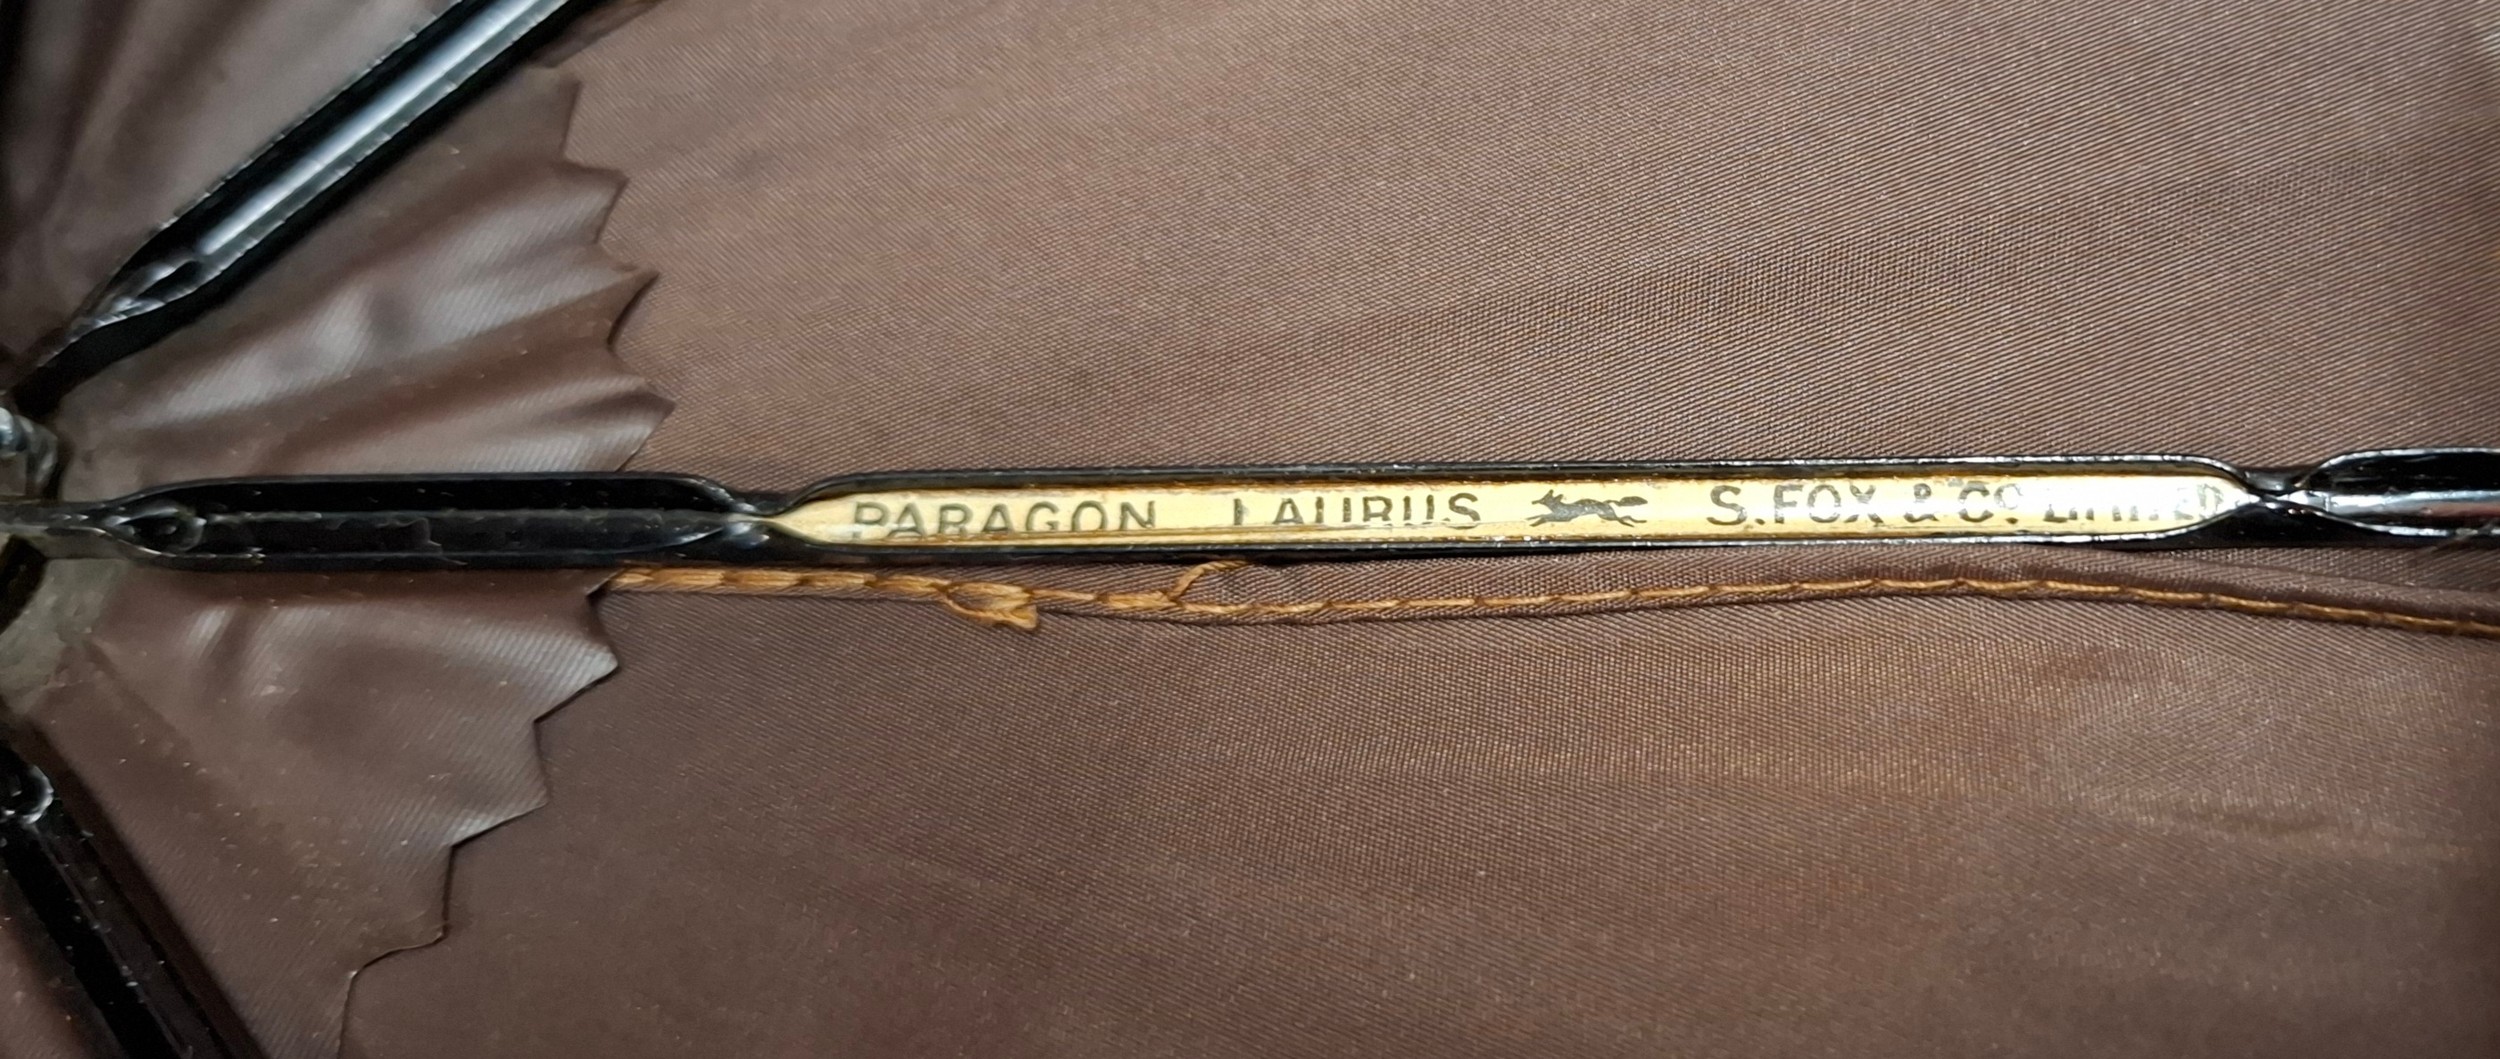 PARAGON LAURUS S. FOX & Co. LIMITED